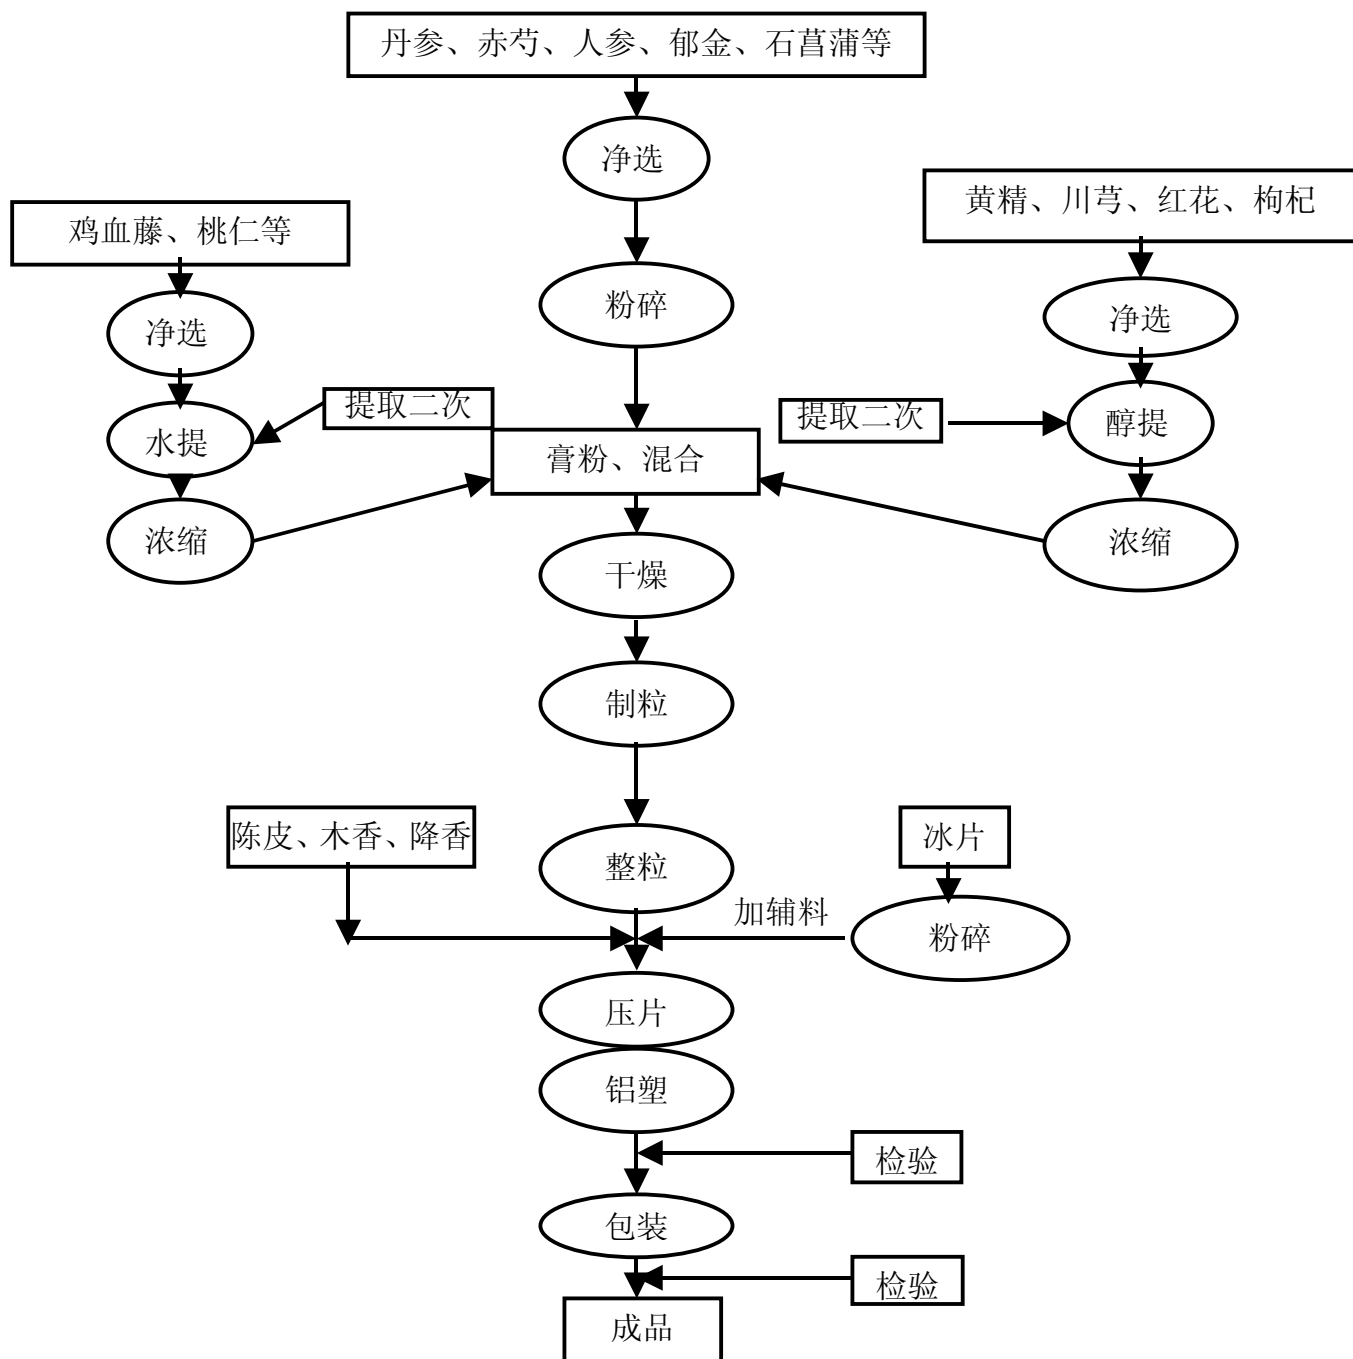 丹参、赤芍、人参、郁金、石菖蒲等
净选
黄精、川芎、红花、枸杞
鸡血藤、桃仁等
粉碎
净选
净选
提取二次
提取二次
水提
醇提
膏粉、混合
浓缩
浓缩
干燥
制粒
陈皮、木香、降香
冰片
整粒
加辅料
粉碎
压片
铝塑
检验
包装
检验
成品